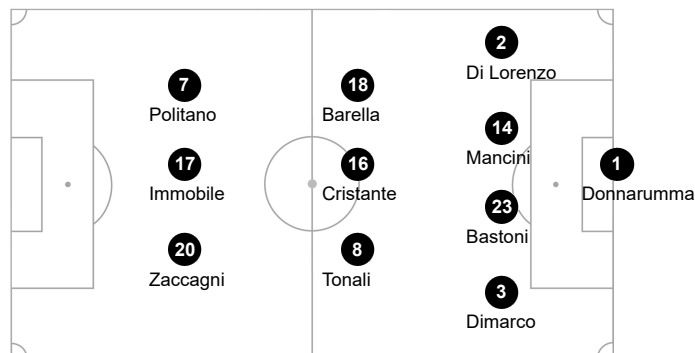 2
Di Lorenzo
7
Politano
18
Barella
14
Mancini
17
Immobile
16
Cristante
1
Donnarumma
23
Bastoni
20
Zaccagni
8
Tonali
3
Dimarco